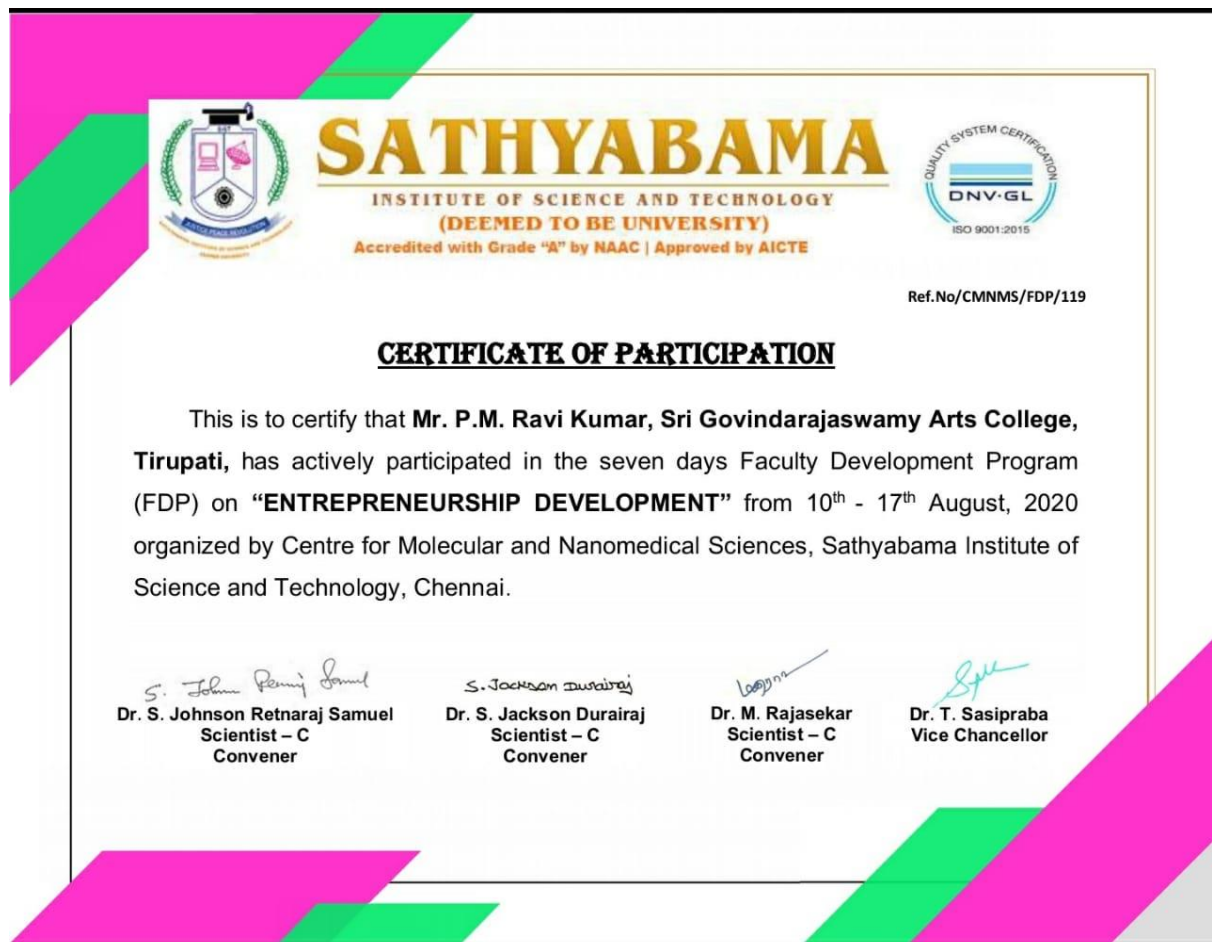 SIST
JUSTICE PEACE REVOLUTION
SATHYABAMA
INSTITUTE OF SCIENCE AND TECHNOLOGY
(DEEMED TO BE UNIVERSITY)
Accredited with Grade “A” by NAAC | Approved by AICTE
QUALITY SYSTEM CERTIFICATION
DNV·GL
ISO 9001:2015
Ref.No/CMNMS/FDP/119
CERTIFICATE OF PARTICIPATION
This is to certify that Mr. P.M. Ravi Kumar, Sri Govindarajaswamy Arts College,
Tirupati, has actively participated in the seven days Faculty Development Program
(FDP) on “ENTREPRENEURSHIP DEVELOPMENT” from 10th - 17th August, 2020
organized by Centre for Molecular and Nanomedical Sciences, Sathyabama Institute of
Science and Technology, Chennai.
S. Jackson Durairaj
Dr. S. Johnson Retnaraj Samuel
Scientist – C
Convener
Dr. S. Jackson Durairaj
Scientist – C
Convener
Dr. M. Rajasekar
Scientist – C
Convener
Dr. T. Sasipraba
Vice Chancellor